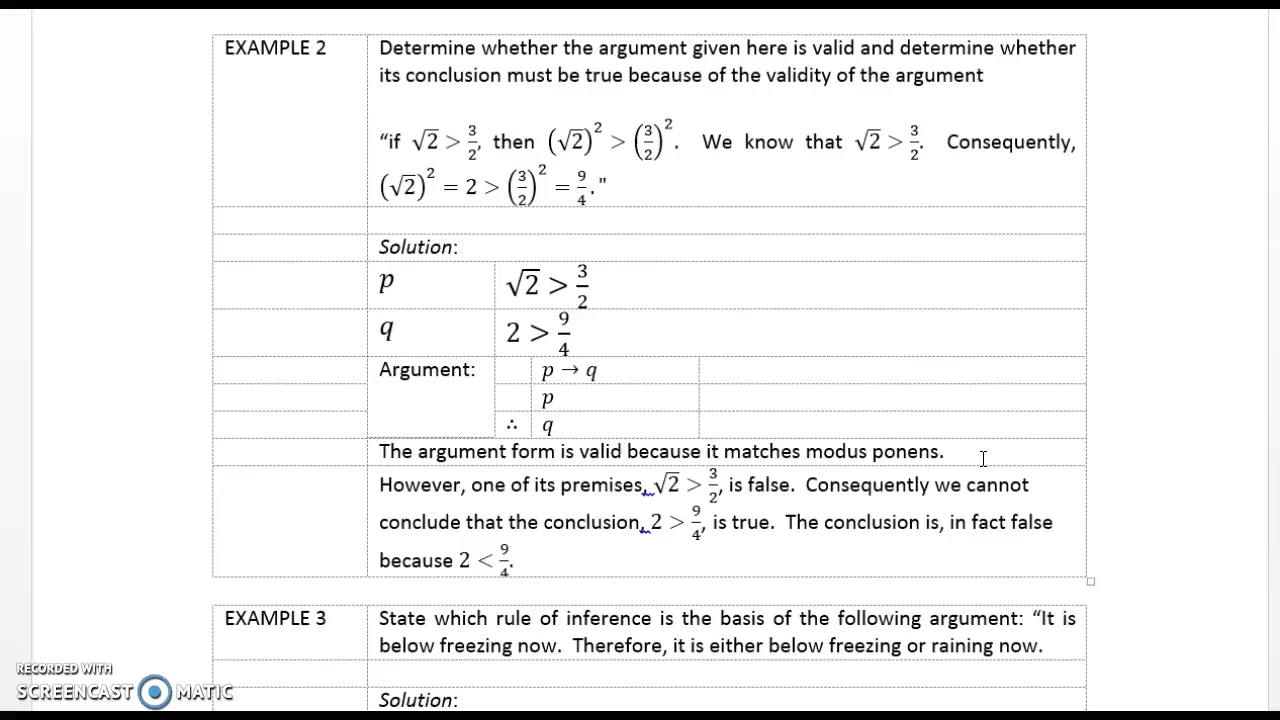 EXAMPLE 2
Determine whether the argument given here is valid and determine whether
its conclusion must be true because of the validity of the argument
“if √2 > 3/2, then (√2)² > (3/2)². We know that √2 > 3/2. Consequently,
(√2)² = 2 > (3/2)² = 9/4."
Solution:
p √2 > 3/2
q 2 > 9/4
Argument: p → q
p
∴ q
The argument form is valid because it matches modus ponens.
However, one of its premises, √2 > 3/2, is false. Consequently we cannot
conclude that the conclusion, 2 > 9/4, is true. The conclusion is, in fact false
because 2 < 9/4.
EXAMPLE 3
State which rule of inference is the basis of the following argument: “It is
below freezing now. Therefore, it is either below freezing or raining now.
Solution:
RECORDED WITH
SCREENCAST MATIC